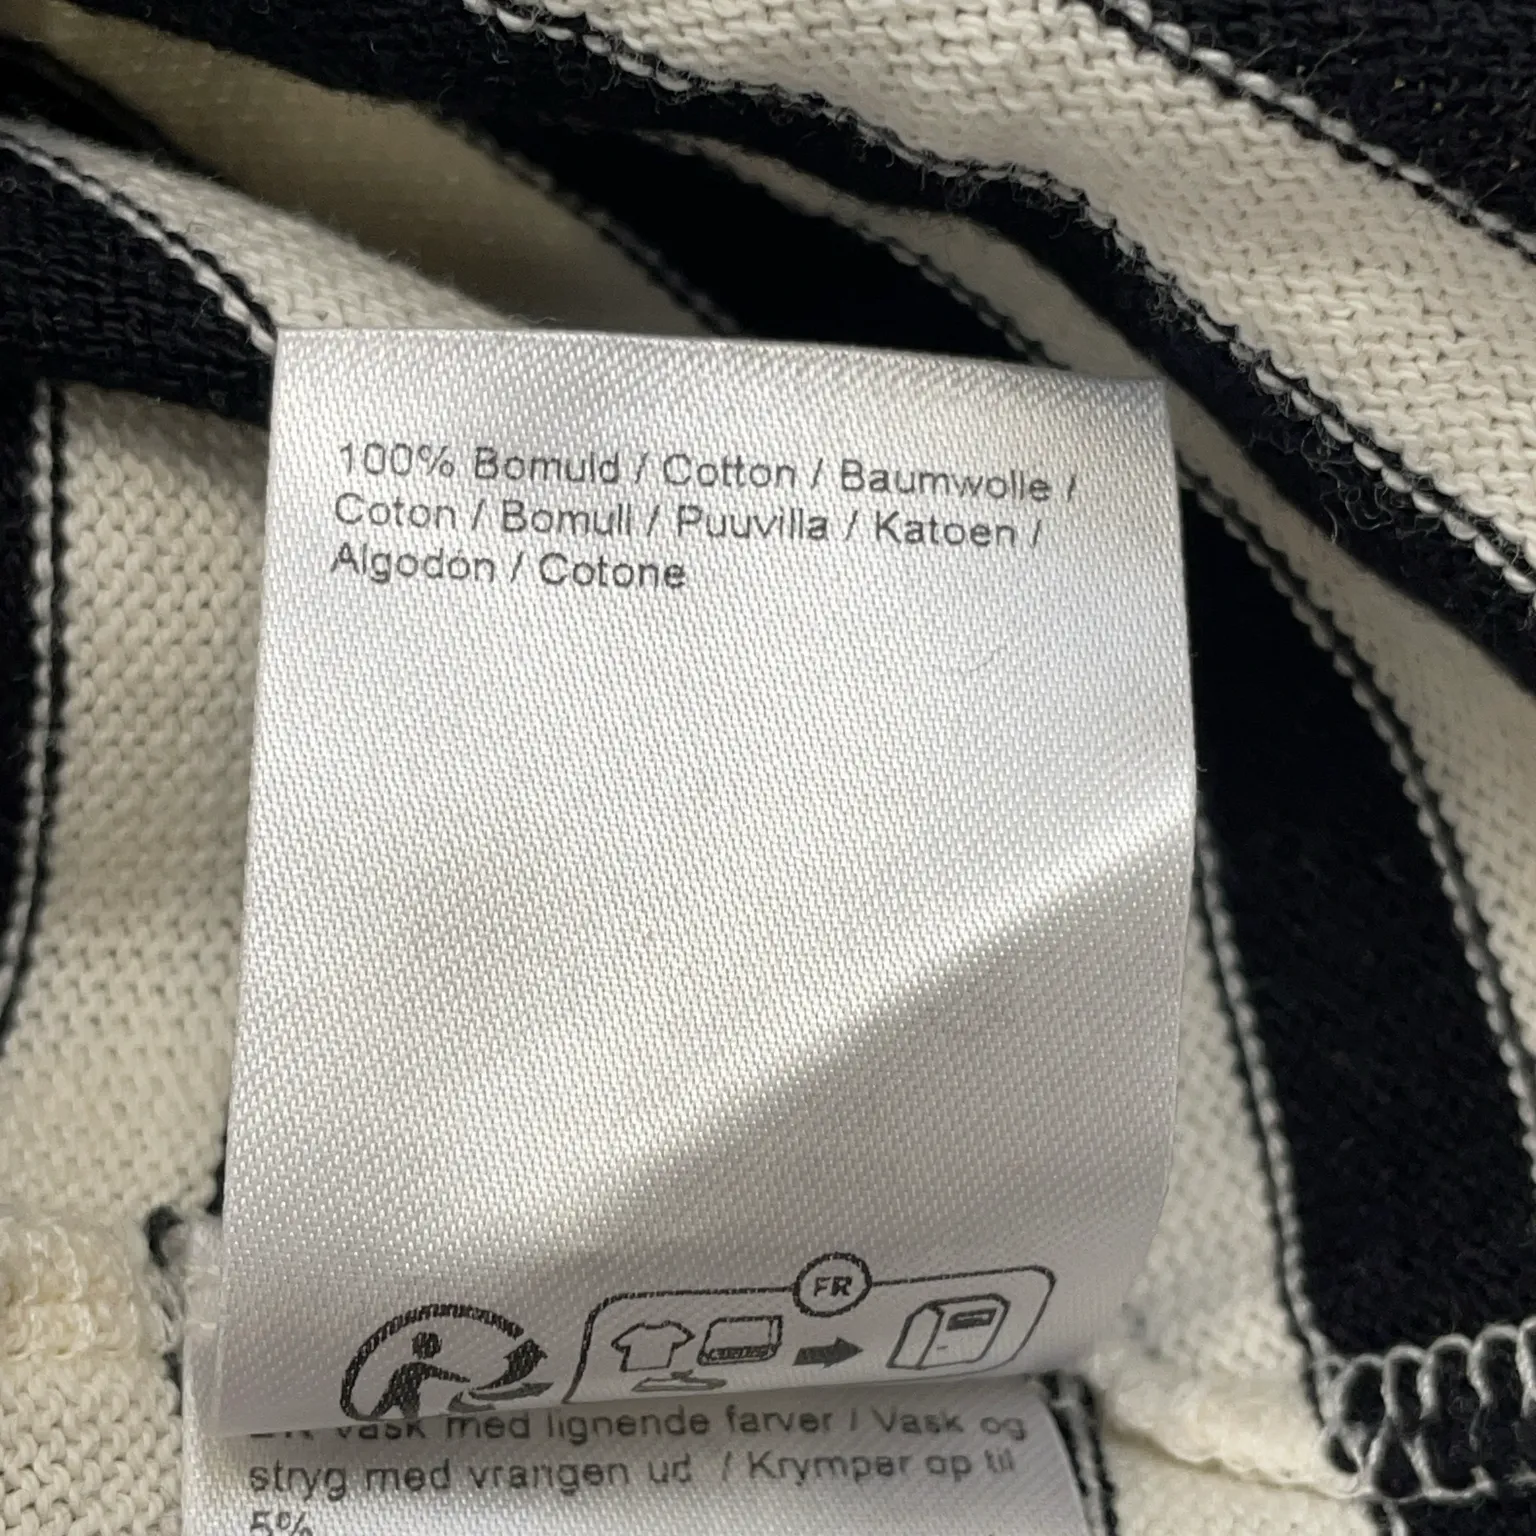 100% Bomuld / Cotton / Baumwolle /
Coton / Bomull / Puuvilla / Katoen /
Algodón / Cotone
FR
vask med lignende farver / Vask og
stryg med vrangen ud / Krymper op til
5%